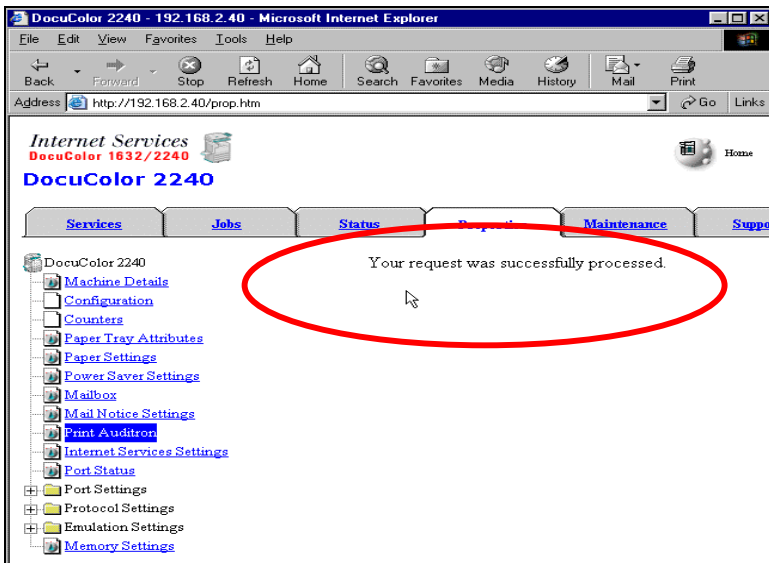 DocuColor 2240 - 192.168.2.40 - Microsoft Internet Explorer
File Edit View Favorites Tools Help
Back Forward Stop Refresh Home Search Favorites Media History Mail Print
Address http://192.168.2.40/prop.htm Go Links
Internet Services
DocuColor 1632/2240
Home
DocuColor 2240
Services Jobs Status Properties Maintenance Suppo
DocuColor 2240
Your request was successfully processed.
Machine Details
Configuration
Counters
Paper Tray Attributes
Paper Settings
Power Saver Settings
Mailbox
Mail Notice Settings
Print Auditron
Internet Services Settings
Port Status
Port Settings
Protocol Settings
Emulation Settings
Memory Settings